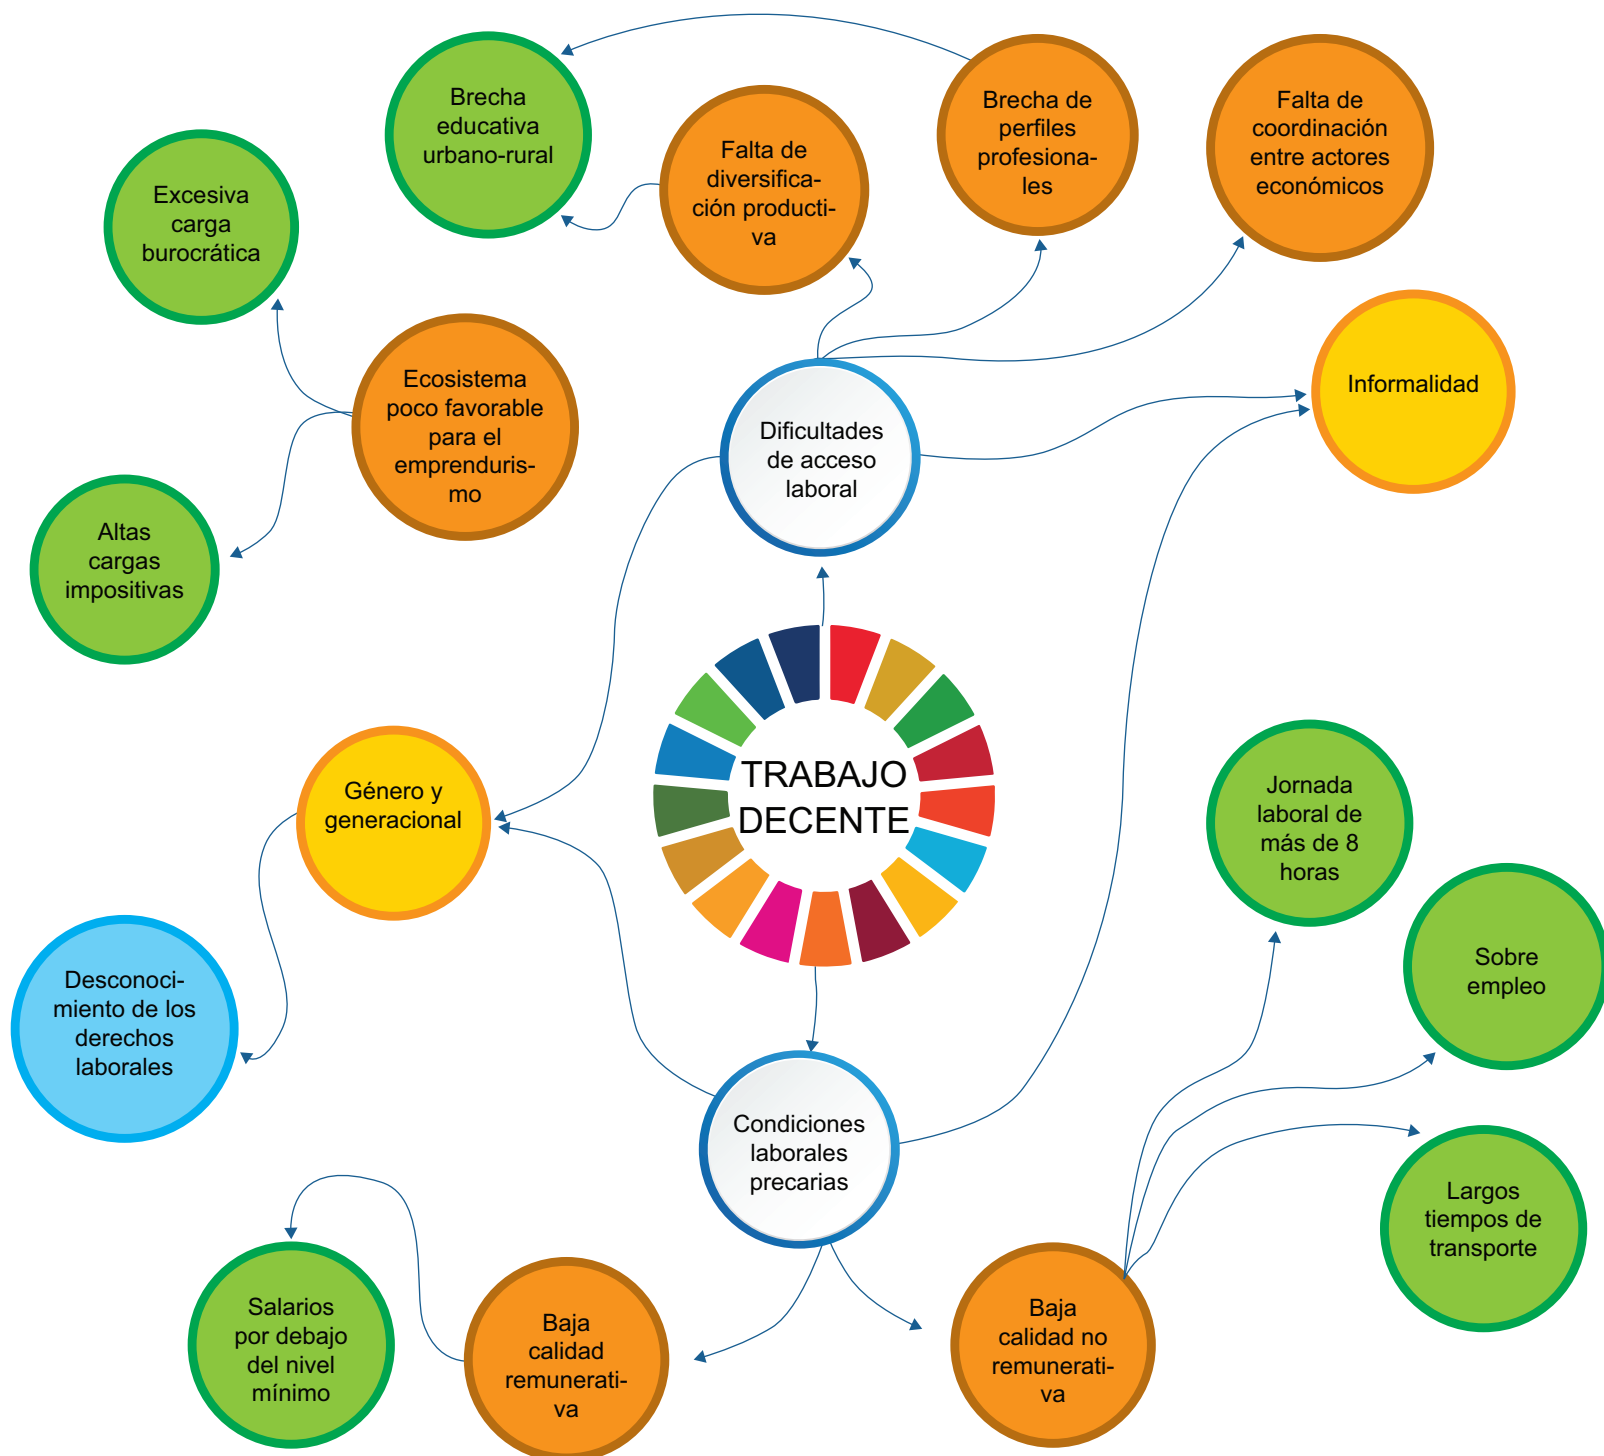 Brecha
educativa
urbano-rural
Falta de
diversifica-
ción producti-
va
Brecha de
perfiles
profesiona-
les
Falta de
coordinación
entre actores
económicos
Excesiva
carga
burocrática
Ecosistema
poco favorable
para el
emprenduris-
mo
Altas
cargas
impositivas
Dificultades
de acceso
laboral
Informalidad
TRABAJO
DECENTE
Género y
generacional
Desconoci-
miento de los
derechos
laborales
Jornada
laboral de
más de 8
horas
Sobre
empleo
Largos
tiempos de
transporte
Condiciones
laborales
precarias
Salarios
por debajo
del nivel
mínimo
Baja
calidad
remunerati-
va
Baja
calidad no
remunerati-
va